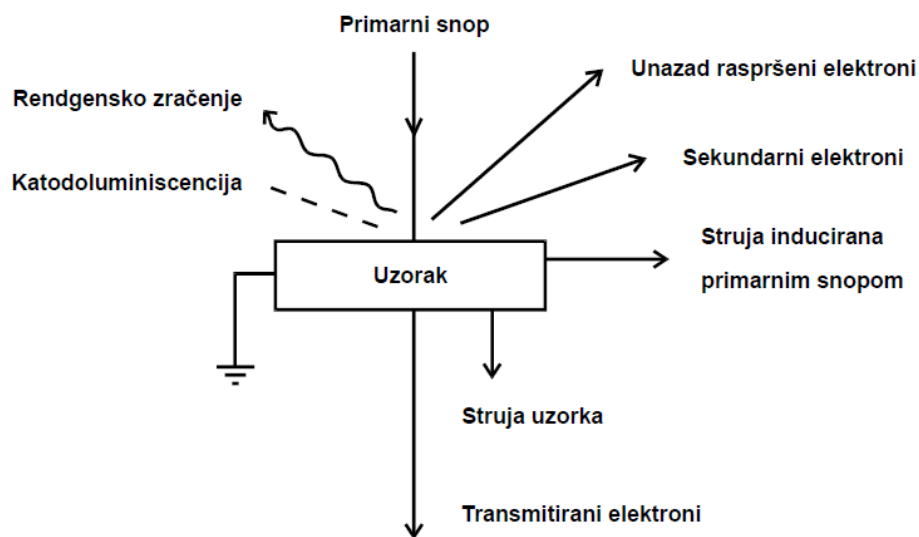 Primarni snop
Unazad raspršeni elektroni
Rendgensko zračenje
Sekundarni elektroni
Katodoluminiscencija
Struja inducirana
primarnim snopom
Uzorak
Struja uzorka
Transmitirani elektroni